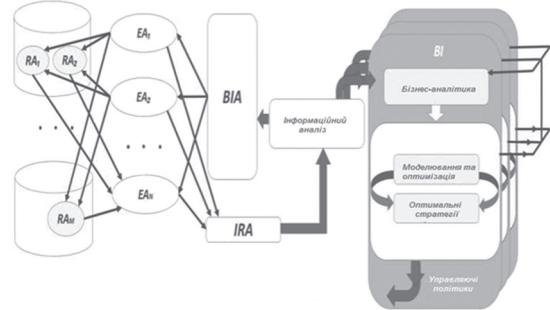 RA₁
RA₂
EA₁
EA₂
. . .
. . .
EAₙ
RAₘ
BIA
IRA
Інформаційний
аналіз
BI
Бізнес-аналітика
Моделювання та
оптимізація
Оптимальні
стратегії
Управляючі
політики